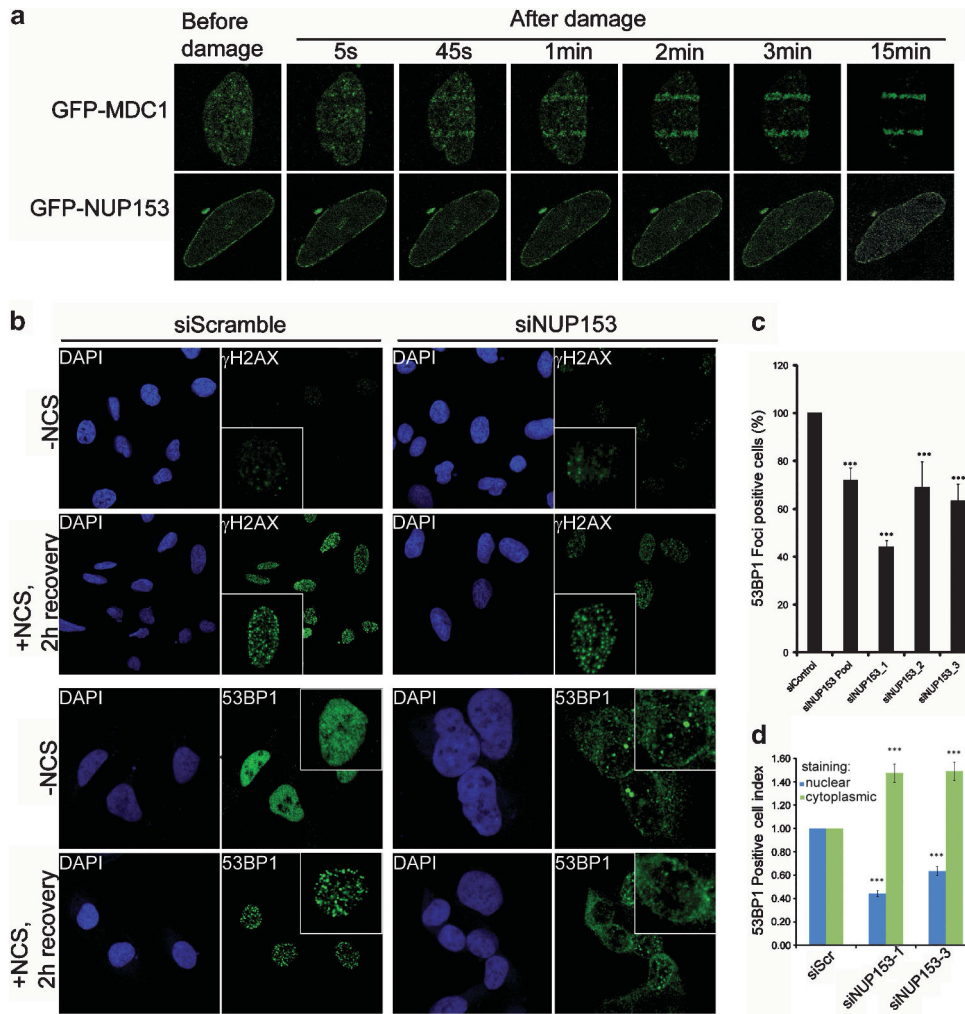 a
Before damage
After damage
5s 45s 1min 2min 3min 15min
GFP-MDC1
GFP-NUP153
b
siScramble siNUP153
-NCS
DAPI γH2AX DAPI γH2AX
+NCS, 2h recovery
DAPI γH2AX DAPI γH2AX
-NCS
DAPI 53BP1 DAPI 53BP1
+NCS, 2h recovery
DAPI 53BP1 DAPI 53BP1
c
53BP1 Foci positive cells (%)
120
100
80
60
40
20
0
*** *** *** ***
siControl siNUP153 Pool siNUP153_1 siNUP153_2 siNUP153_3
d
53BP1 Positive cell index
1.60
1.40
1.20
1.00
0.80
0.60
0.40
0.20
0.00
staining:
nuclear
cytoplasmic
*** ***
*** ***
siScr siNUP153-1 siNUP153-3